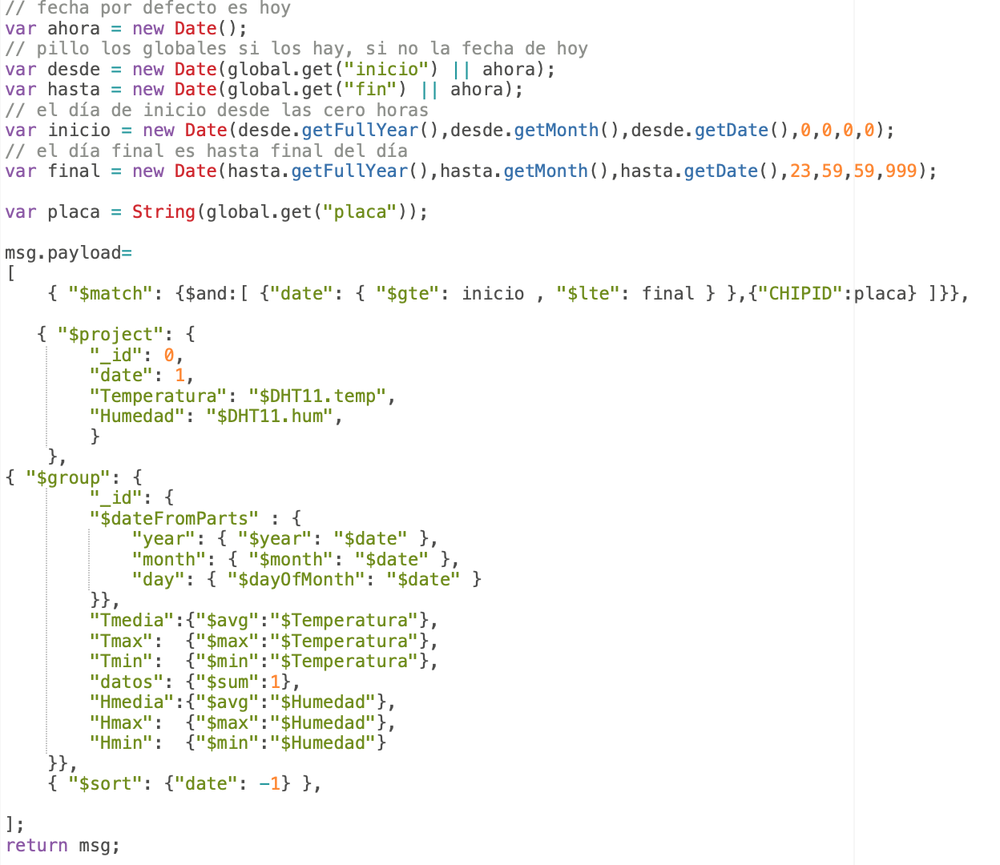 // fecha por defecto es hoy
var ahora = new Date();
// pillo los globales si los hay, si no la fecha de hoy
var desde = new Date(global.get("inicio") || ahora);
var hasta = new Date(global.get("fin") || ahora);
// el día de inicio desde las cero horas
var inicio = new Date(desde.getFullYear(),desde.getMonth(),desde.getDate(),0,0,0,0);
// el día final es hasta final del día
var final = new Date(hasta.getFullYear(),hasta.getMonth(),hasta.getDate(),23,59,59,999);

var placa = String(global.get("placa"));

msg.payload=
[
    { "$match": {$and:[ {"date": { "$gte": inicio , "$lte": final } },{"CHIPID":placa} ]}},

   { "$project": {
        "_id": 0,
        "date": 1,
        "Temperatura": "$DHT11.temp",
        "Humedad": "$DHT11.hum",
        }
    },
{ "$group": {
        "_id": {
        "$dateFromParts" : {
            "year": { "$year": "$date" },
            "month": { "$month": "$date" },
            "day": { "$dayOfMonth": "$date" }
        }},
        "Tmedia":{"$avg":"$Temperatura"},
        "Tmax":  {"$max":"$Temperatura"},
        "Tmin":  {"$min":"$Temperatura"},
        "datos": {"$sum":1},
        "Hmedia":{"$avg":"$Humedad"},
        "Hmax":  {"$max":"$Humedad"},
        "Hmin":  {"$min":"$Humedad"}
    }},
    { "$sort": {"date": -1} },

];
return msg;